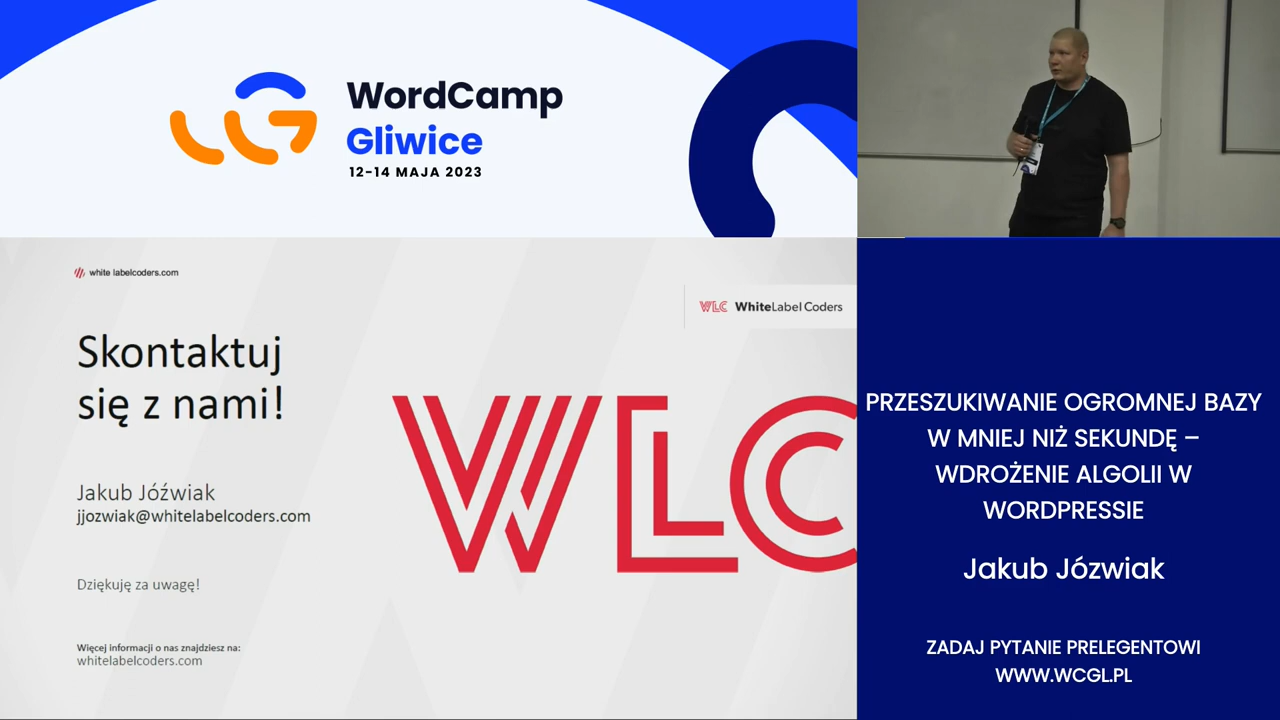 WordCamp
Gliwice
12-14 MAJA 2023
white labelcoders.com
WLC WhiteLabel Coders
Skontaktuj
się z nami!
WLC
Jakub Jóźwiak
jjozwiak@whitelabelcoders.com
Dziękuję za uwagę!
Więcej informacji o nas znajdziesz na:
whitelabelcoders.com
PRZESZUKIWANIE OGROMNEJ BAZY
W MNIEJ NIŻ SEKUNDĘ –
WDROŻENIE ALGOLII W
WORDPRESSIE
Jakub Józwiak
ZADAJ PYTANIE PRELEGENTOWI
WWW.WCGL.PL